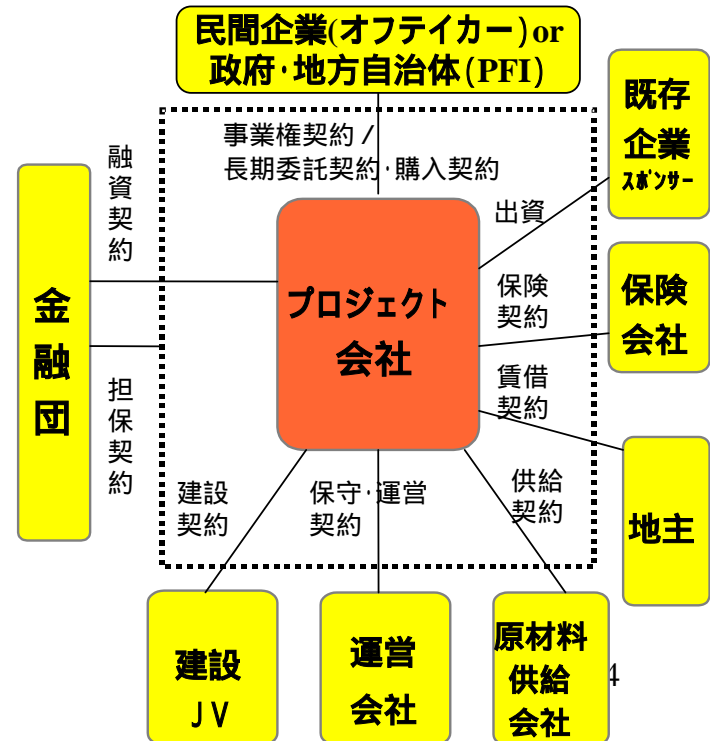 民間企業(オフテイカー)or
政府・地方自治体(PFI)
既存
企業
スポンサー
事業権契約/
長期委託契約・購入契約
融資契約
出資
金融団
プロジェクト
会社
保険
契約
保険
会社
賃借
契約
担保契約
地主
建設
契約
保守・運営
契約
供給
契約
建設
JV
運営
会社
原材料
供給
会社
4